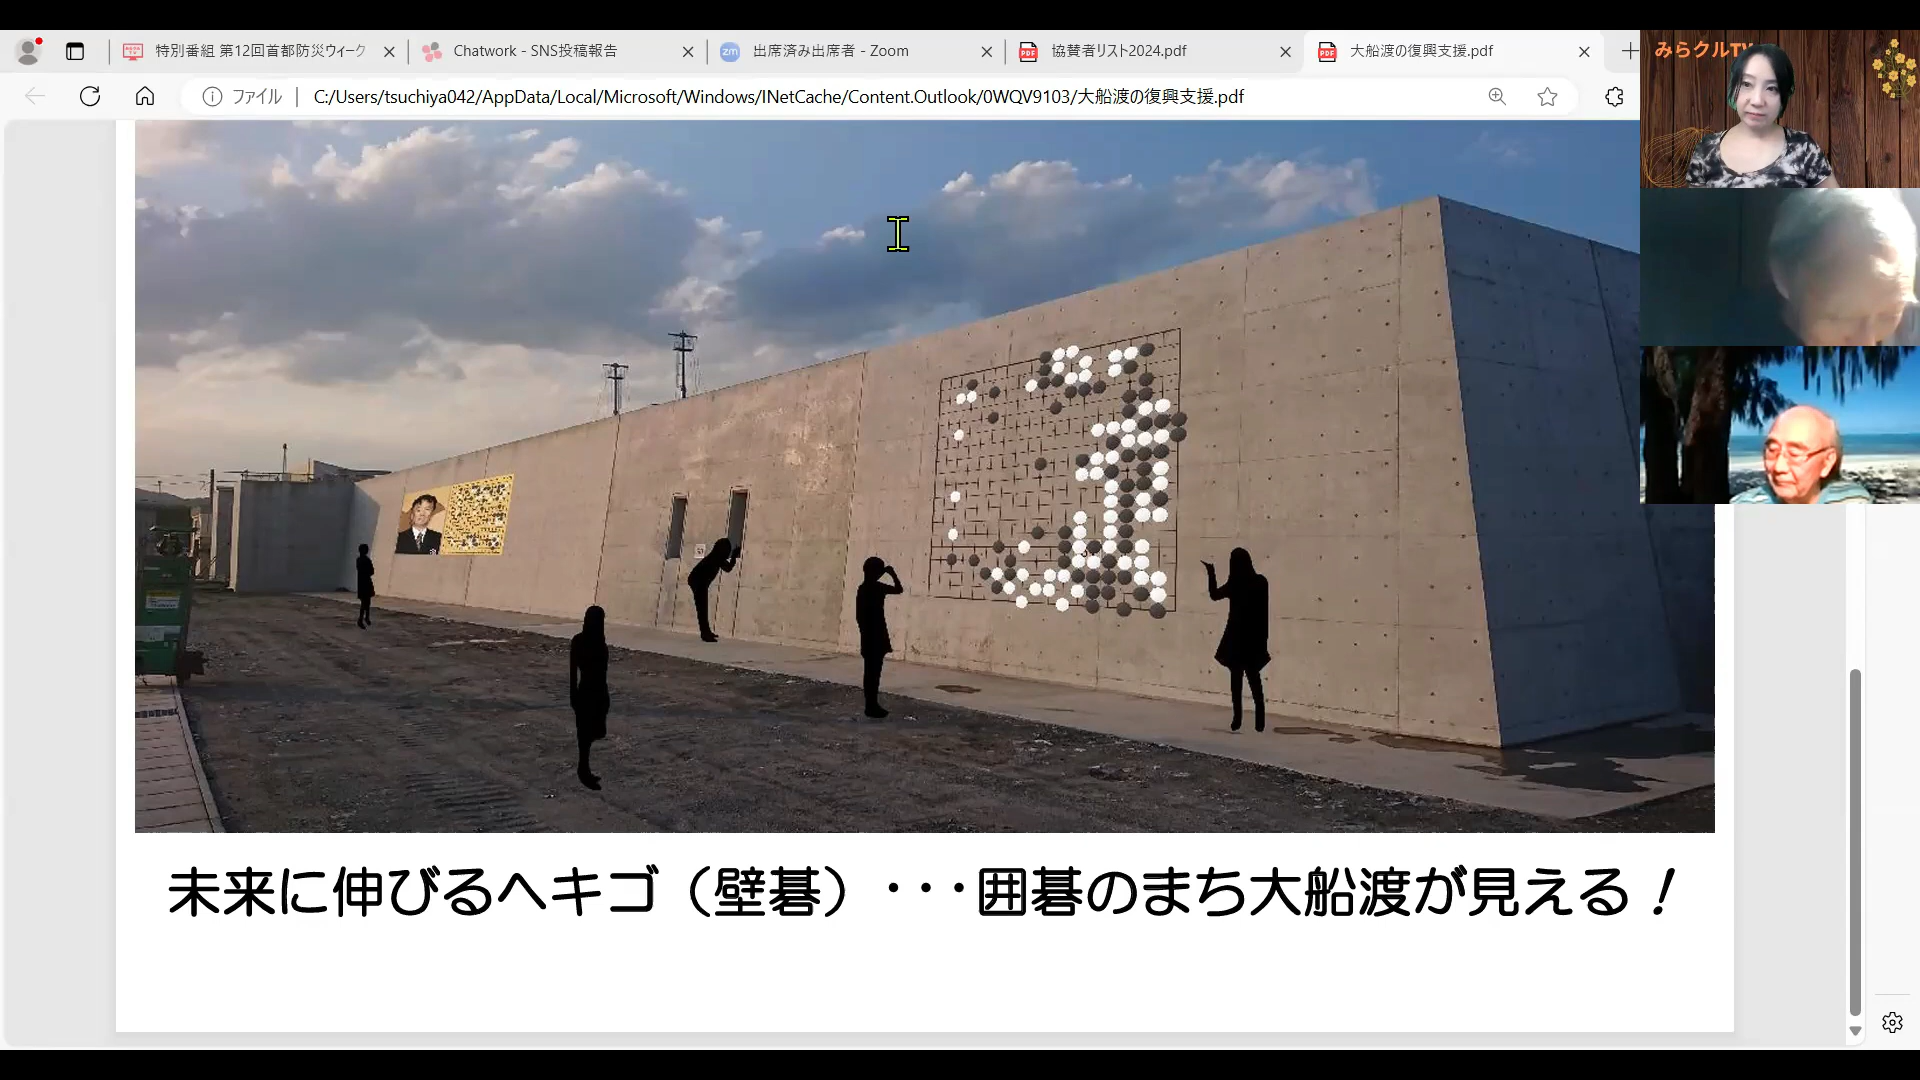 特別番組 第12回首都防災ウィーク
Chatwork - SNS投稿報告
zm
出席済み出席者 - Zoom
PDF
協賛者リスト2024.pdf
PDF
大船渡の復興支援.pdf
みらクルTV
ファイル
C:/Users/tsuchiya042/AppData/Local/Microsoft/Windows/INetCache/Content.Outlook/0WQV9103/大船渡の復興支援.pdf
未来に伸びるヘキゴ（壁碁）・・・囲碁のまち大船渡が見える！